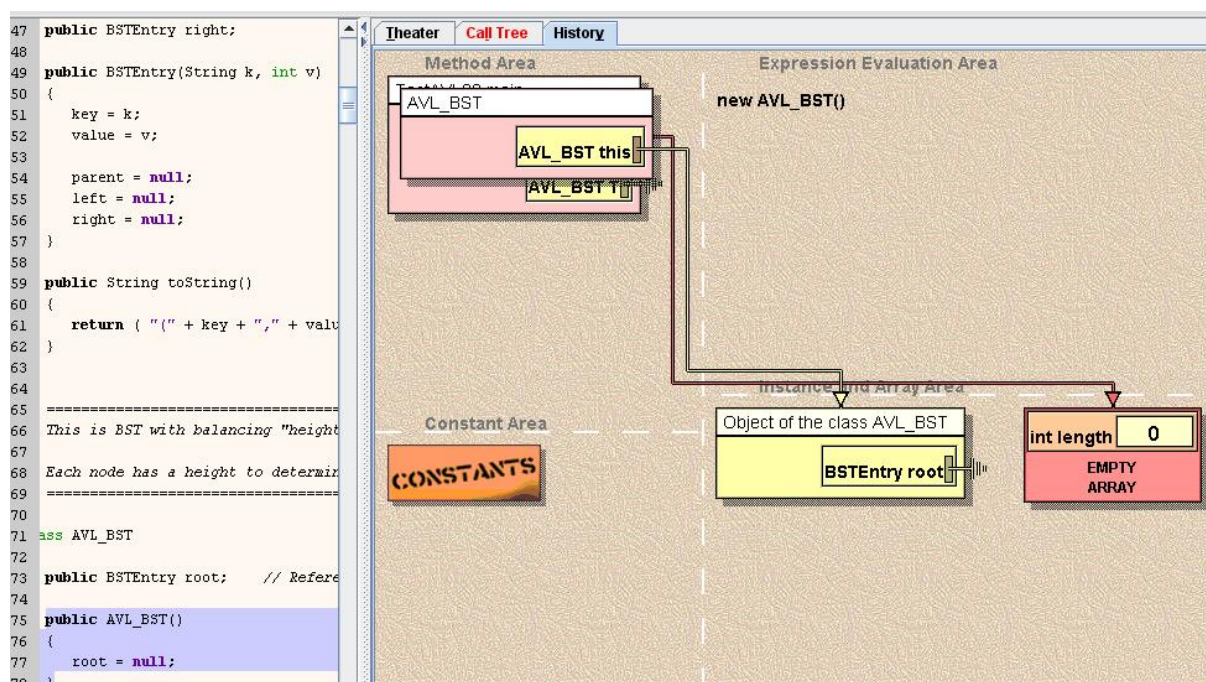 47 public BSTEntry right;
48
49 public BSTEntry(String k, int v)
50 {
51 key = k;
52 value = v;
53
54 parent = null;
55 left = null;
56 right = null;
57 }
58
59 public String toString()
60 {
61 return ( "(" + key + "," + valu
62 }
63
64
65 ==================================
66 This is BST with balancing "height
67
68 Each node has a height to determin
69 ==================================
70
71 ass AVL_BST
72
73 public BSTEntry root; // Refere
74
75 public AVL_BST()
76 {
77 root = null;
Theater Call Tree History
Method Area
AVL_BST
AVL_BST this
AVL_BST T
Expression Evaluation Area
new AVL_BST()
Constant Area
CONSTANTS
Instance and Array Area
Object of the class AVL_BST
BSTEntry root
int length 0
EMPTY
ARRAY